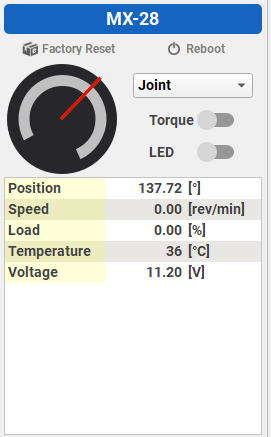 MX-28
Factory Reset Reboot
Joint
Torque
LED
Position 137.72 [°]
Speed 0.00 [rev/min]
Load 0.00 [%]
Temperature 36 [°C]
Voltage 11.20 [V]